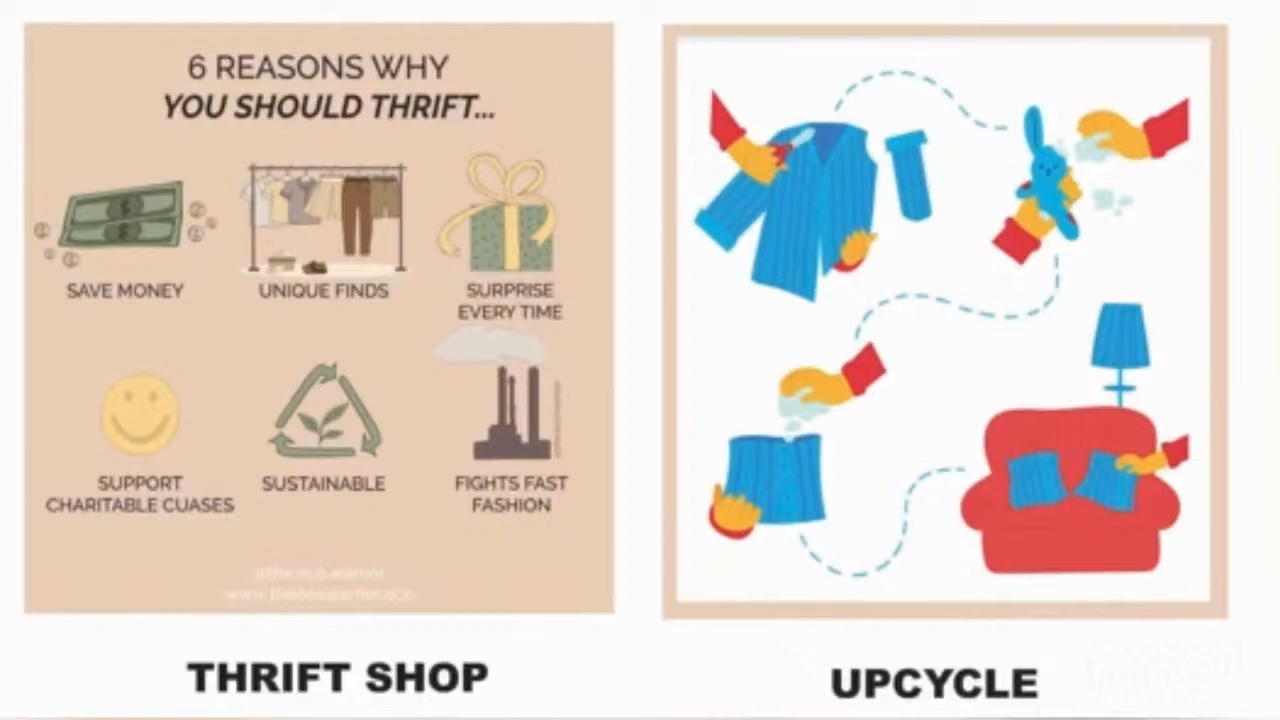 6 REASONS WHY
YOU SHOULD THRIFT...
SAVE MONEY
UNIQUE FINDS
SURPRISE
EVERY TIME
SUPPORT
CHARITABLE CUASES
SUSTAINABLE
FIGHTS FAST
FASHION
THRIFT SHOP
UPCYCLE